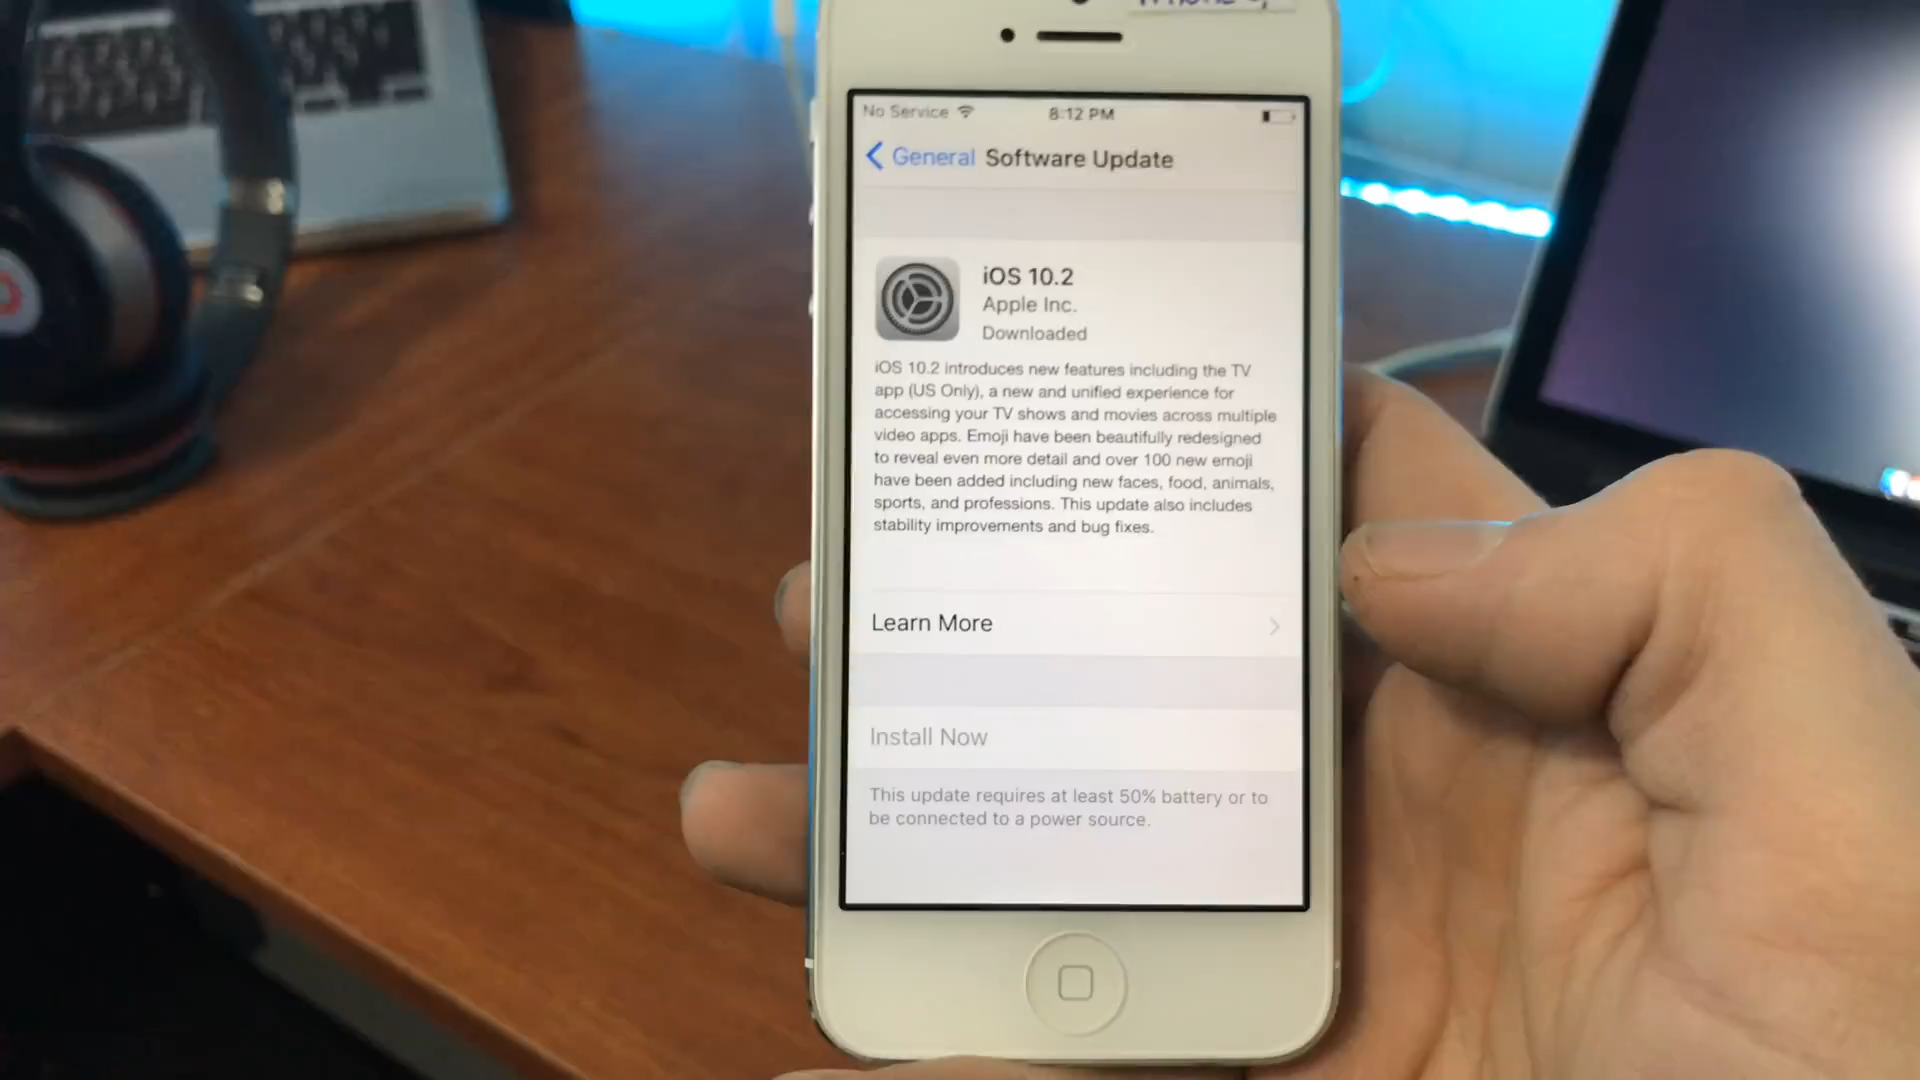 No Service 8:12 PM
General Software Update
iOS 10.2
Apple Inc.
Downloaded
iOS 10.2 introduces new features including the TV
app (US Only), a new and unified experience for
accessing your TV shows and movies across multiple
video apps. Emoji have been beautifully redesigned
to reveal even more detail and over 100 new emoji
have been added including new faces, food, animals,
sports, and professions. This update also includes
stability improvements and bug fixes.
Learn More
Install Now
This update requires at least 50% battery or to
be connected to a power source.